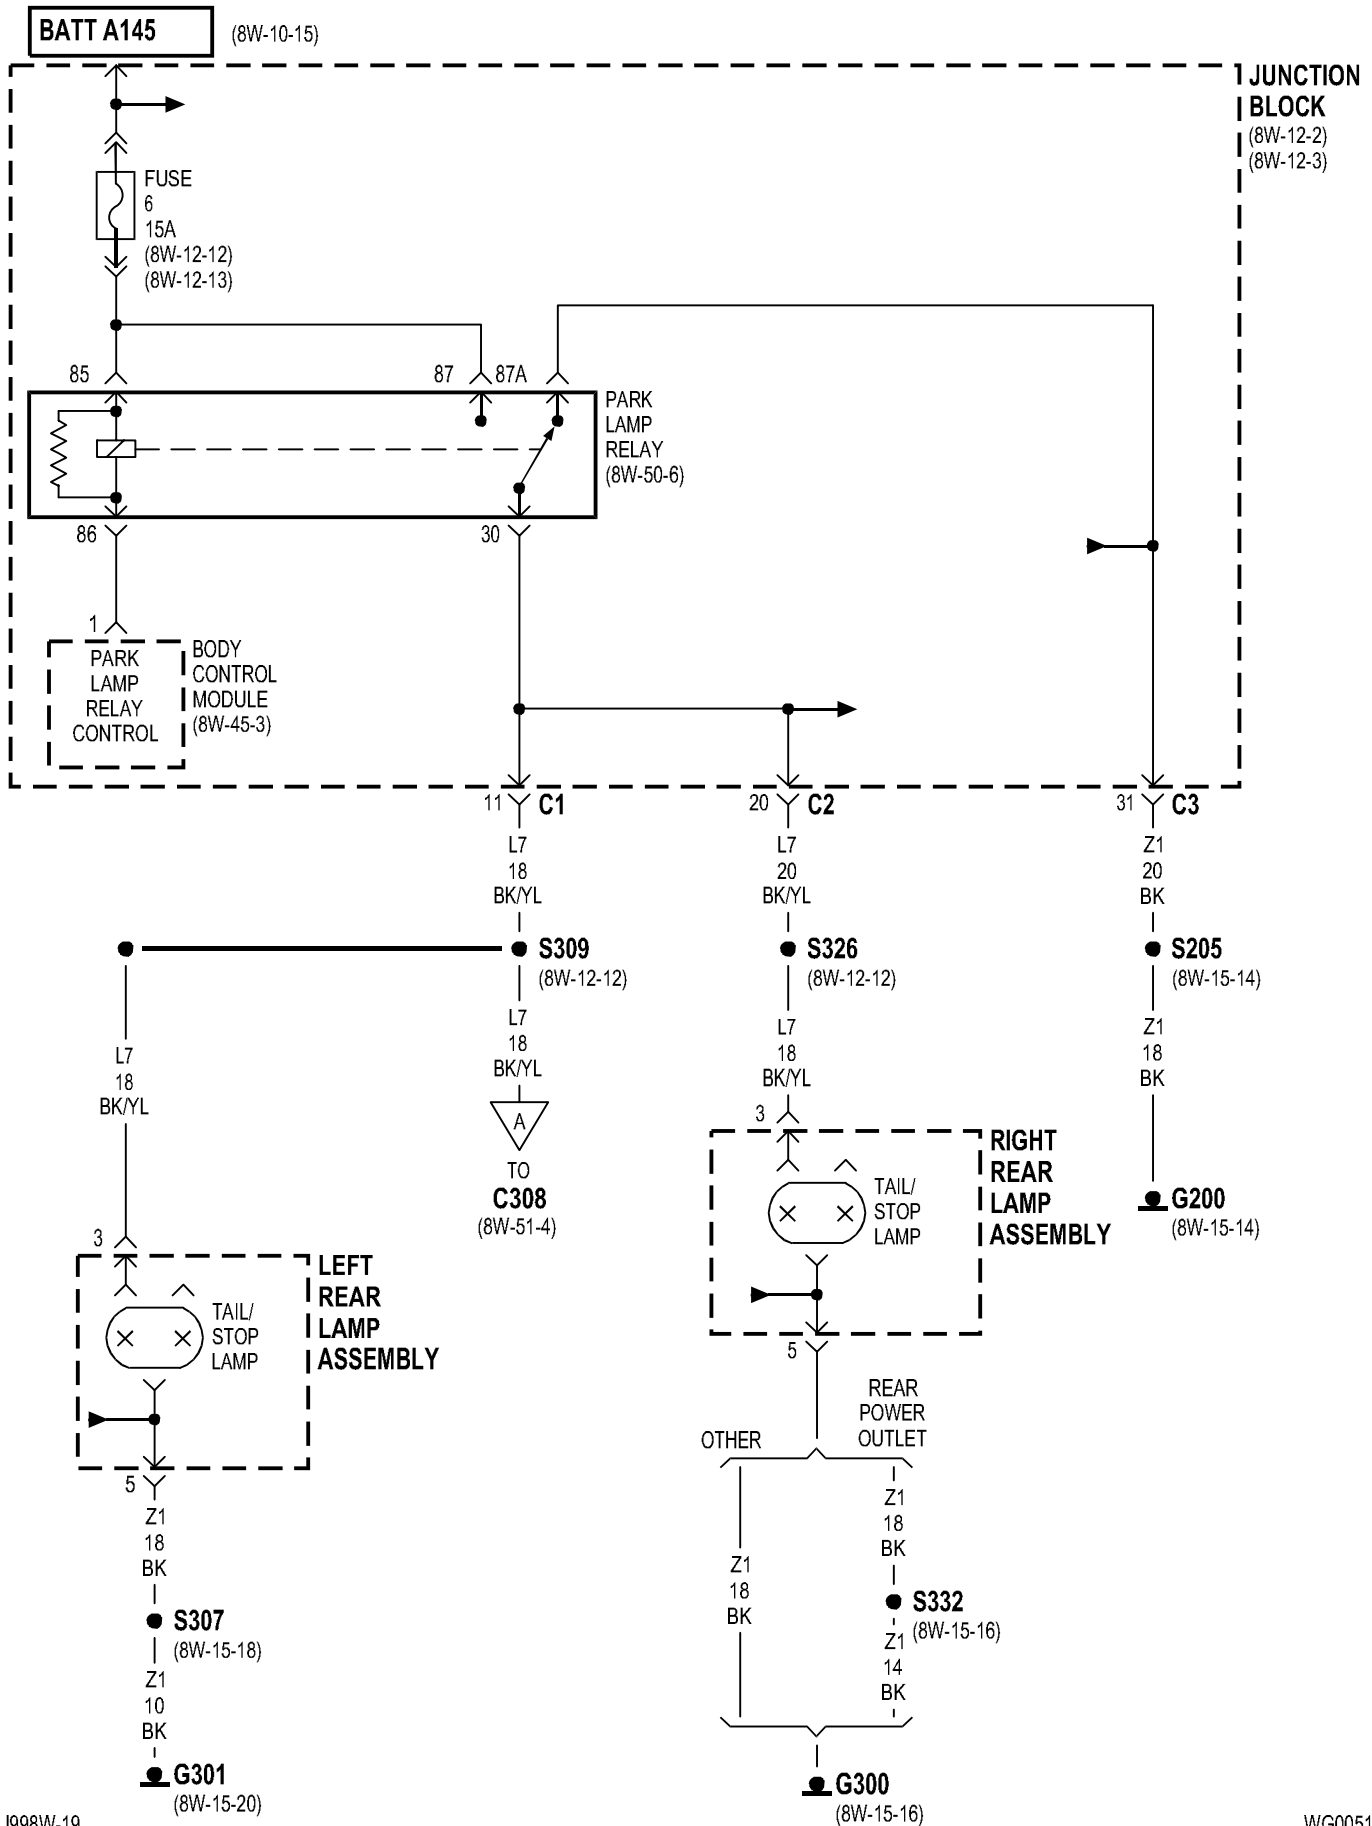 BATT A145
(8W-10-15)
JUNCTION
BLOCK
(8W-12-2)
(8W-12-3)
FUSE
6
15A
(8W-12-12)
(8W-12-13)
85
87
87A
PARK
LAMP
RELAY
(8W-50-6)
86
30
1
PARK
LAMP
RELAY
CONTROL
BODY
CONTROL
MODULE
(8W-45-3)
11
C1
20
C2
31
C3
L7
18
BK/YL
L7
20
BK/YL
Z1
20
BK
S309
(8W-12-12)
S326
(8W-12-12)
S205
(8W-15-14)
L7
18
BK/YL
L7
18
BK/YL
L7
18
BK/YL
Z1
18
BK
A
TO
C308
(8W-51-4)
3
RIGHT
REAR
LAMP
ASSEMBLY
TAIL/
STOP
LAMP
G200
(8W-15-14)
3
LEFT
REAR
LAMP
ASSEMBLY
TAIL/
STOP
LAMP
5
REAR
POWER
OUTLET
OTHER
5
Z1
18
BK
S307
(8W-15-18)
Z1
10
BK
G301
(8W-15-20)
Z1
18
BK
Z1
18
BK
S332
(8W-15-16)
Z1
14
BK
G300
(8W-15-16)
J998W-19
WG0051